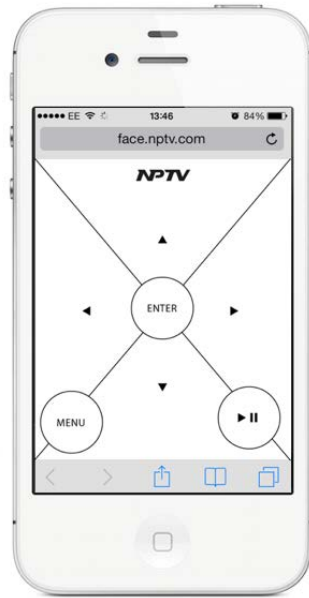 EE 13:46 84%
face.nptv.com
NPTV
ENTER
MENU